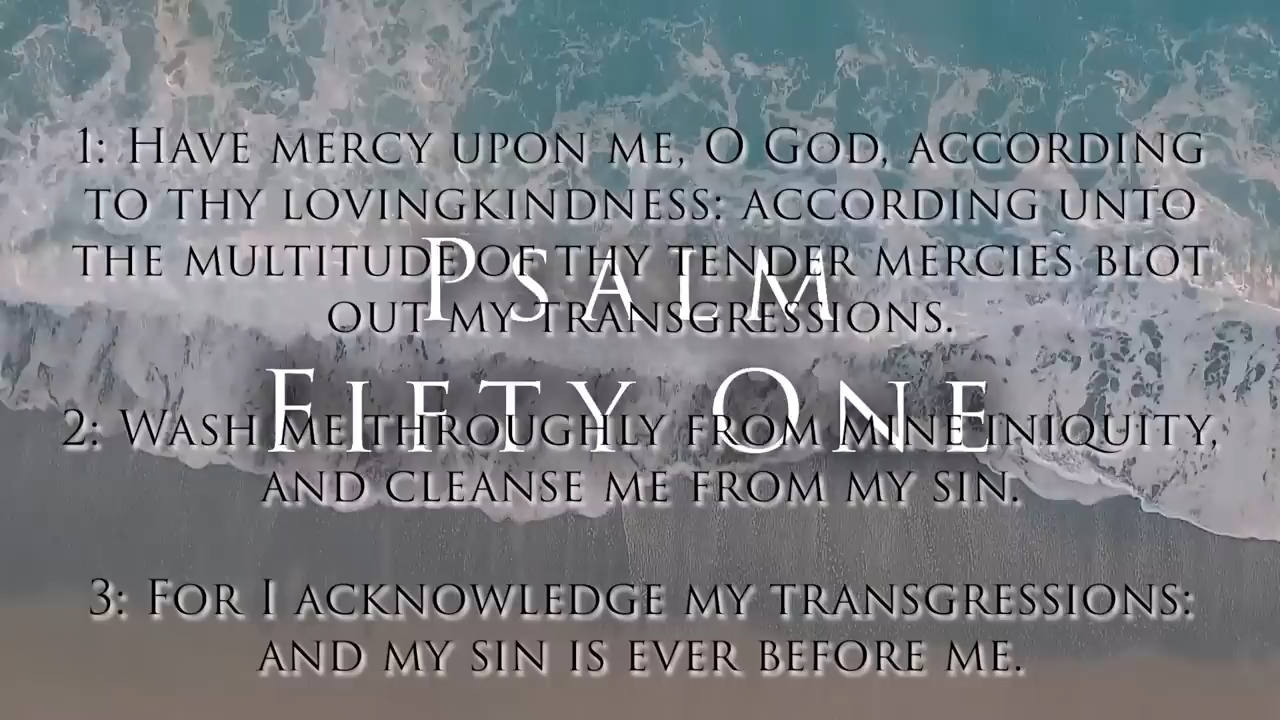 1: Have mercy upon me, O God, according
to thy lovingkindness: according unto
the multitude of thy tender mercies blot
out my transgressions.
Psalm
Fifty One
2: Wash me throughly from mine iniquity,
and cleanse me from my sin.
3: For I acknowledge my transgressions:
and my sin is ever before me.